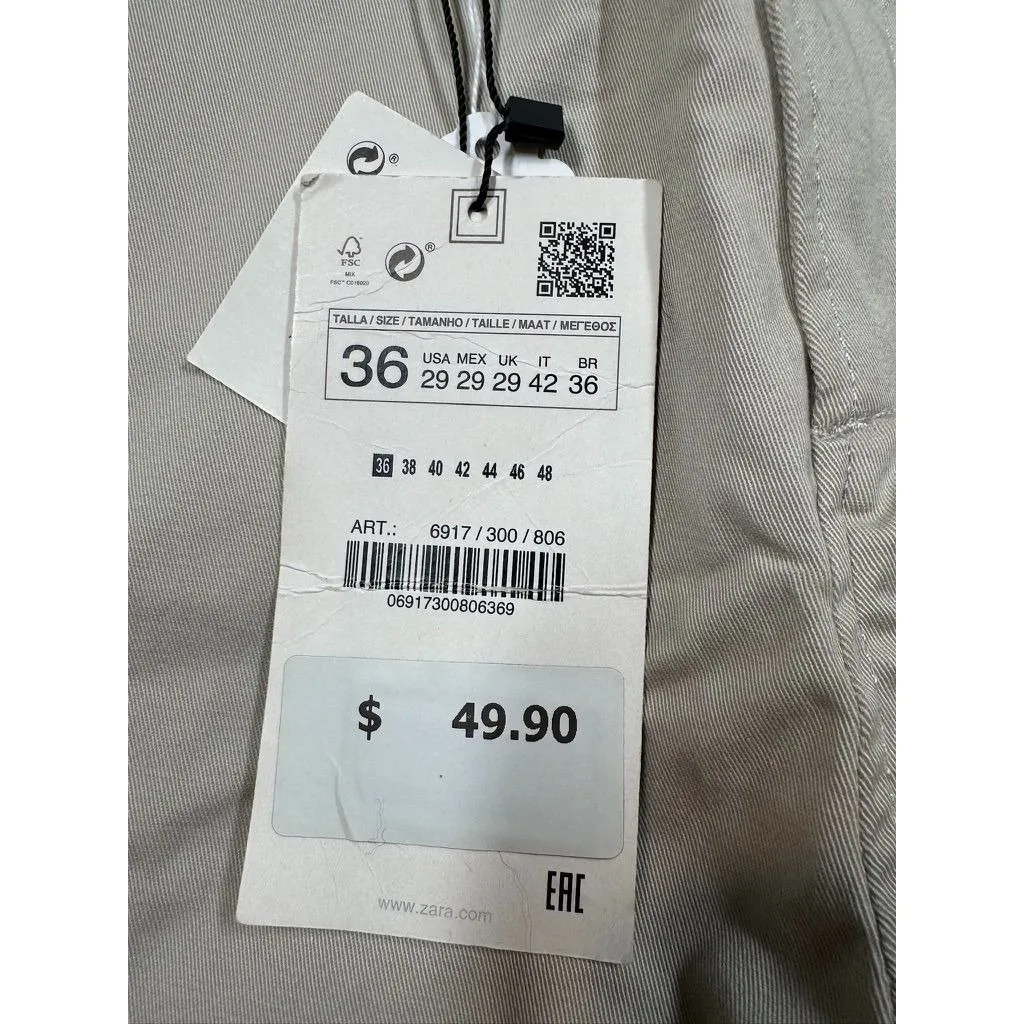 ®
®
FSC
MIX
FSC™ C016020
TALLA / SIZE / TAMANHO / TAILLE / MAAT / ΜΕΓΕΘΟΣ
36 USA MEX UK IT BR
29 29 29 42 36
36 38 40 42 44 46 48
ART.: 6917 / 300 / 806
06917300806369
$ 49.90
EAC
www.zara.com